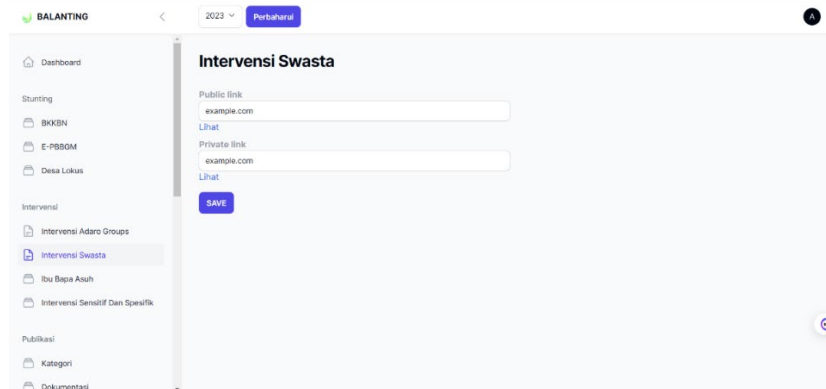 BALANTING
2023
Perbaharui
A
Dashboard
Stunting
BKKBN
E-PBBGM
Desa Lokus
Intervensi
Intervensi Adaro Groups
Intervensi Swasta
Ibu Bapa Asuh
Intervensi Sensitif Dan Spesifik
Publikasi
Kategori
Dokumentasi
Intervensi Swasta
Public link
example.com
Lihat
Private link
example.com
Lihat
SAVE